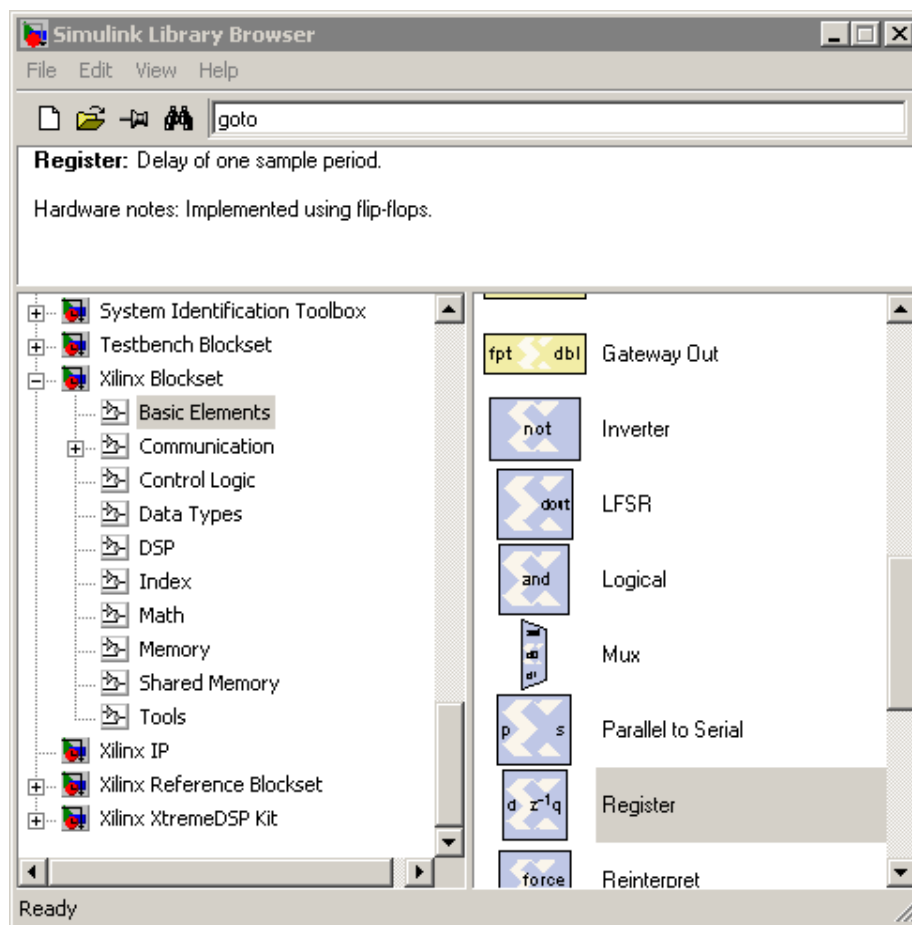 Simulink Library Browser
File Edit View Help
goto
Register: Delay of one sample period.
Hardware notes: Implemented using flip-flops.
System Identification Toolbox
Testbench Blockset
Xilinx Blockset
Basic Elements
Communication
Control Logic
Data Types
DSP
Index
Math
Memory
Shared Memory
Tools
Xilinx IP
Xilinx Reference Blockset
Xilinx XtremeDSP Kit
fpt dbl Gateway Out
not Inverter
dout LFSR
and Logical
Mux
p s Parallel to Serial
d z⁻¹ q Register
force Reinterpret
Ready